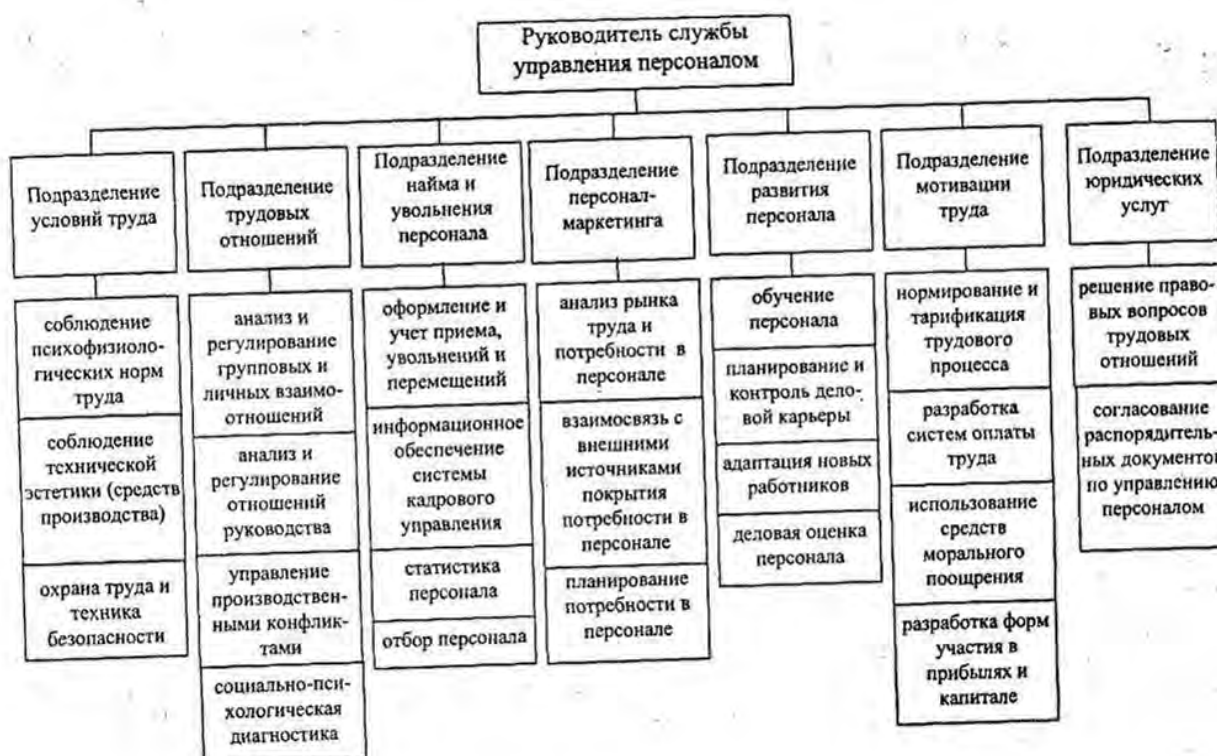 Руководитель службы
управления персоналом
Подразделение
условий труда
соблюдение
психофизиоло-
гических норм
труда
соблюдение
технической
эстетики (средств
производства)
охрана труда и
техника
безопасности
Подразделение
трудовых
отношений
анализ и
регулирование
групповых и
личных взаимо-
отношений
анализ и
регулирование
отношений
руководства
управление
производствен-
ными конфлик-
тами
социально-пси-
хологическая
диагностика
Подразделение
найма и
увольнения
персонала
оформление и
учет приема,
увольнений и
перемещений
информационное
обеспечение
системы
кадрового
управления
статистика
персонала
отбор персонала
Подразделение
персонал-
маркетинга
анализ рынка
труда и
потребности в
персонале
взаимосвязь с
внешними
источниками
покрытия
потребности в
персонале
планирование
потребности в
персонале
Подразделение
развития
персонала
обучение
персонала
планирование и
контроль дело-
вой карьеры
адаптация новых
работников
деловая оценка
персонала
Подразделение
мотивации
труда
нормирование и
тарификация
трудового
процесса
разработка
систем оплаты
труда
использование
средств
морального
поощрения
разработка форм
участия в
прибылях и
капитале
Подразделение
юридических
услуг
решение право-
вых вопросов
трудовых
отношений
согласование
распорядитель-
ных документов
по управлению
персоналом